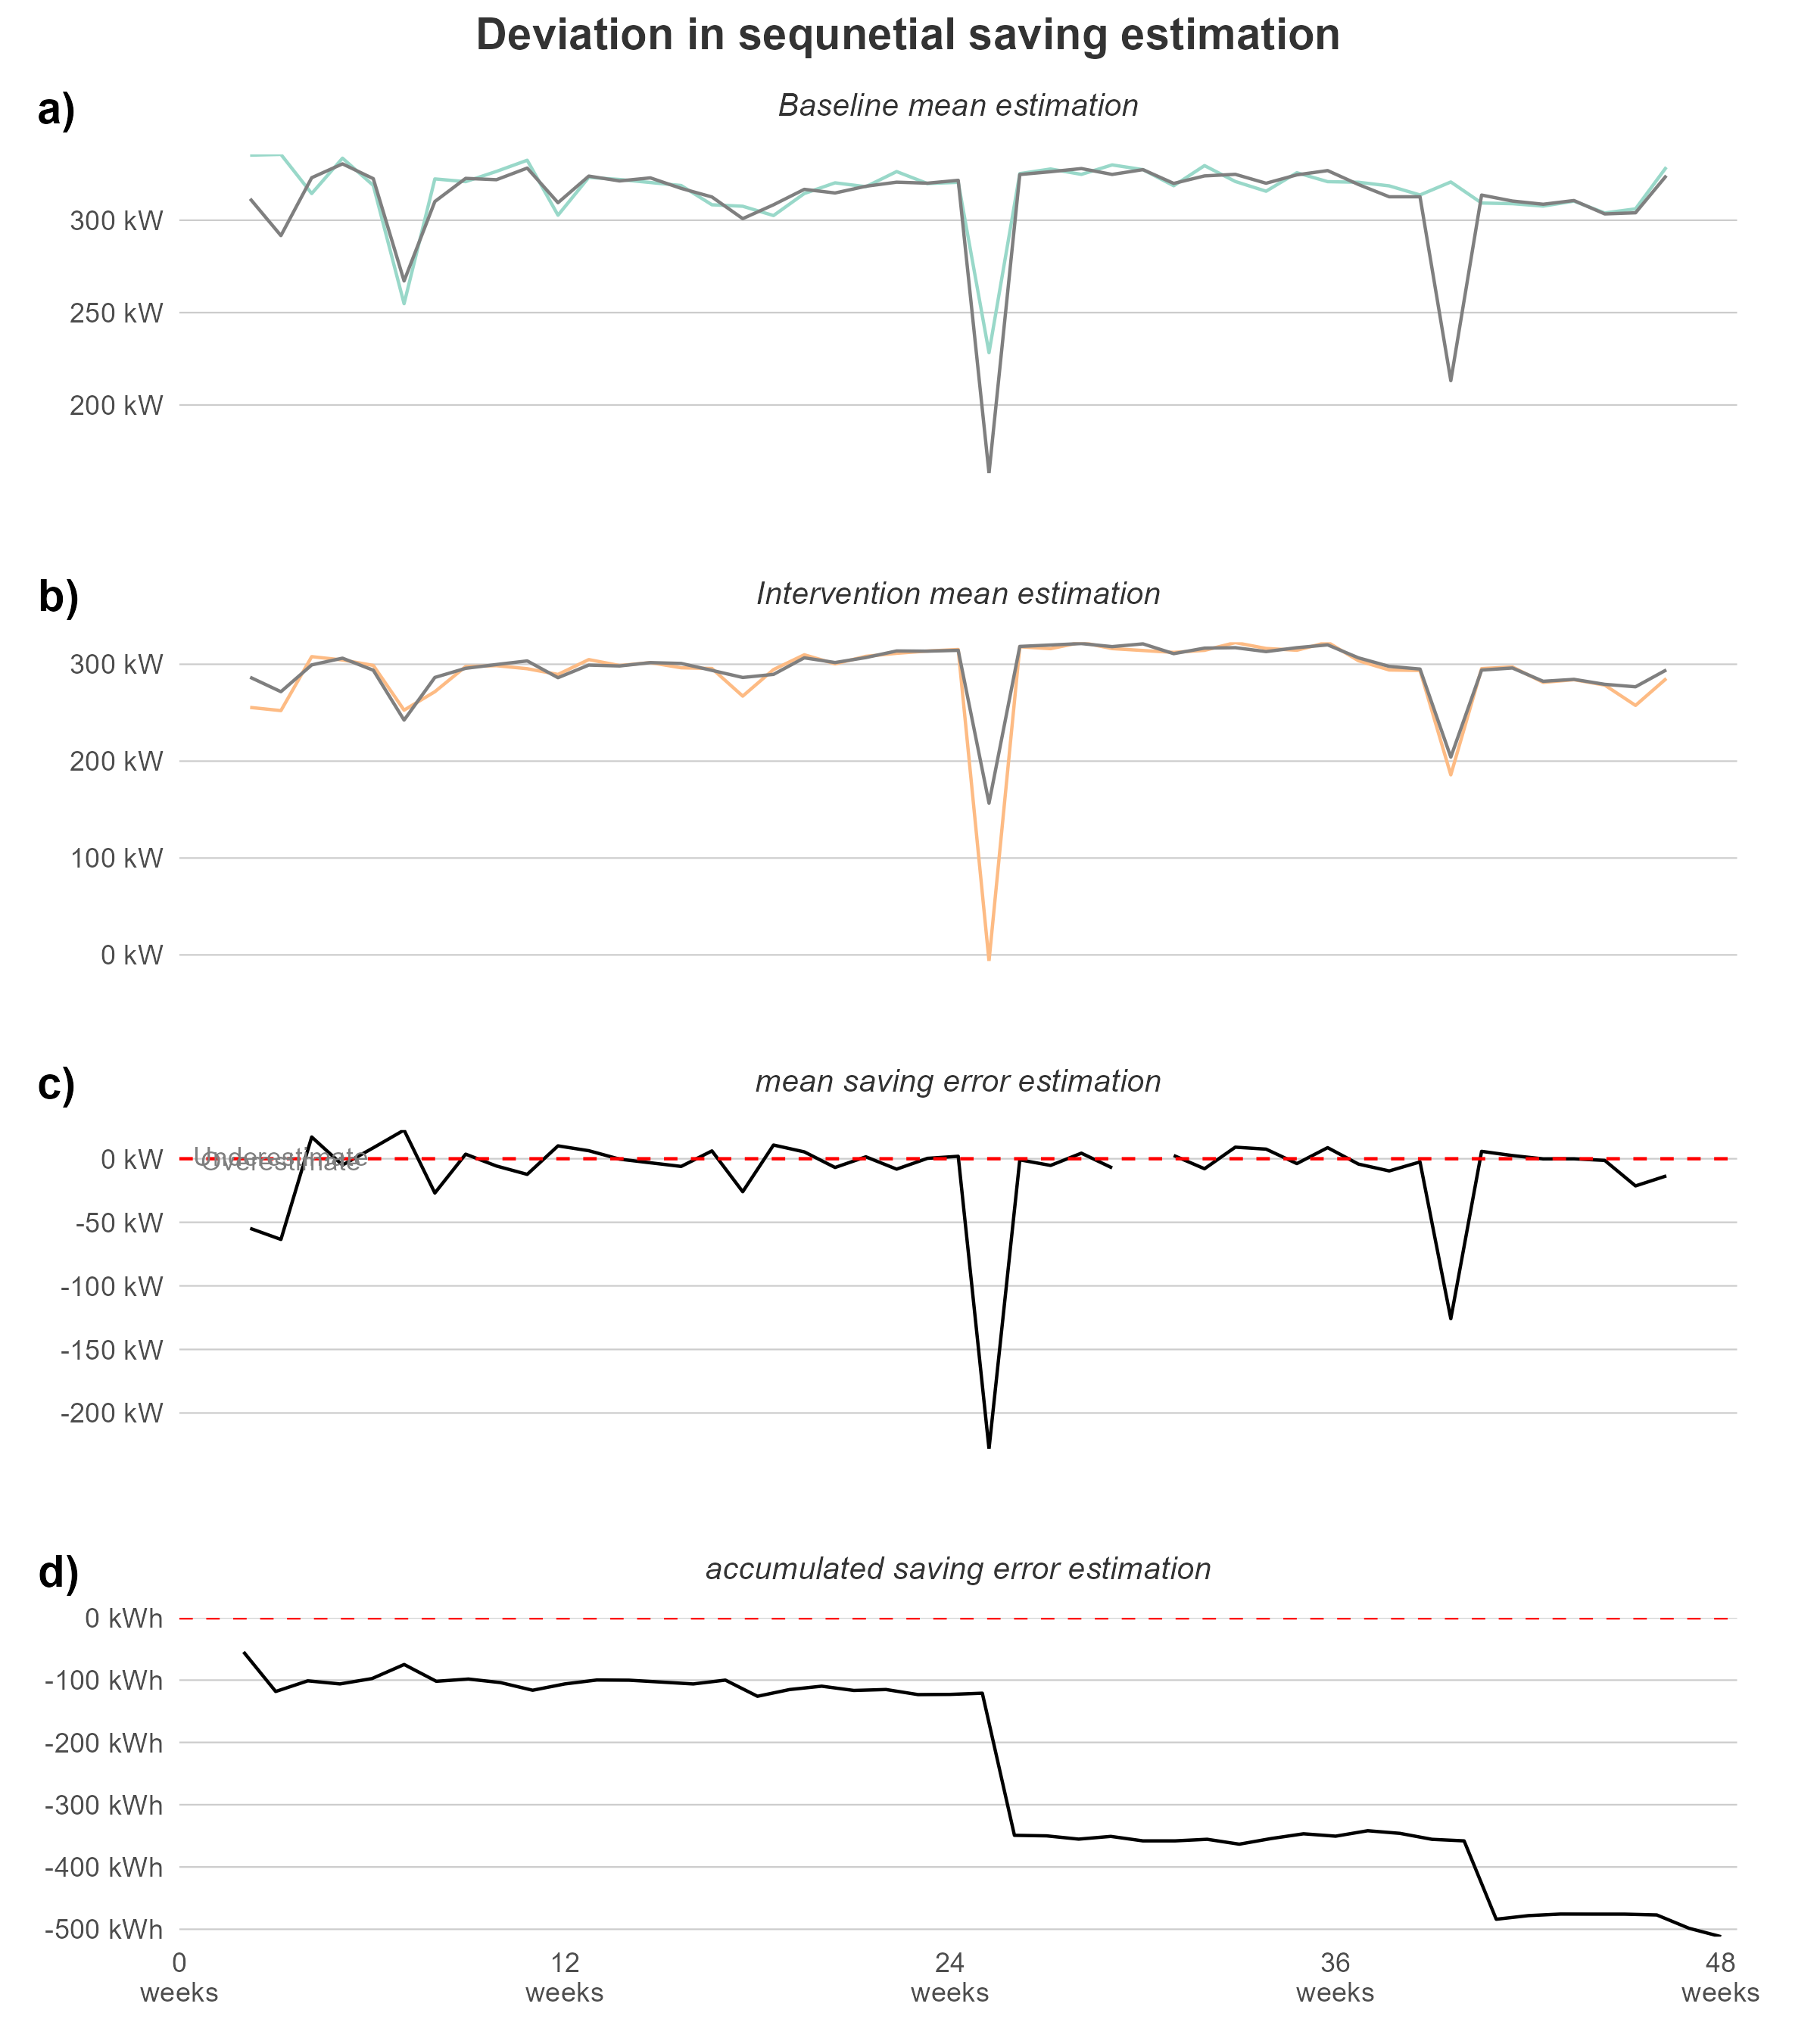 Deviation in sequnetial saving estimation
a)
Baseline mean estimation
300 kW
250 kW
200 kW
b)
Intervention mean estimation
300 kW
200 kW
100 kW
0 kW
c)
mean saving error estimation
Underestimate
0 kW
Overestimate
-50 kW
-100 kW
-150 kW
-200 kW
d)
accumulated saving error estimation
0 kWh
-100 kWh
-200 kWh
-300 kWh
-400 kWh
-500 kWh
0 12 24 36 48
weeks weeks weeks weeks weeks